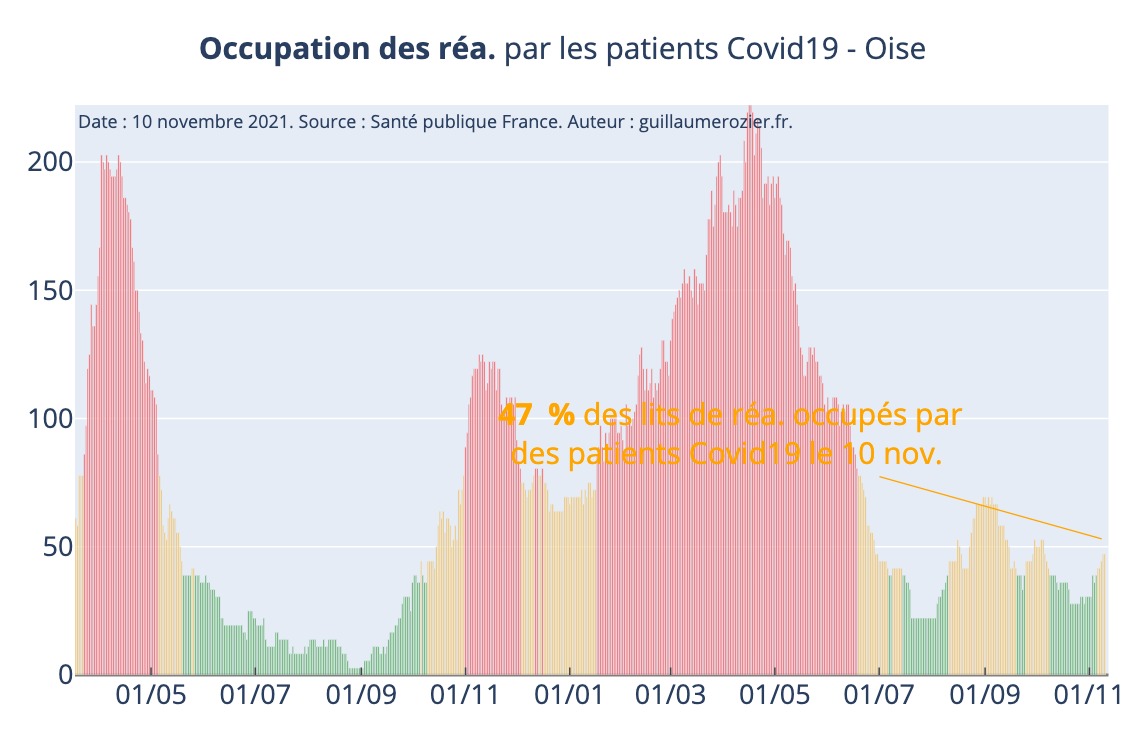 Occupation des réa. par les patients Covid19 - Oise
Date : 10 novembre 2021. Source : Santé publique France. Auteur : guillaumerozier.fr.
200
150
100
50
0
47 % des lits de réa. occupés par
des patients Covid19 le 10 nov.
01/05 01/07 01/09 01/11 01/01 01/03 01/05 01/07 01/09 01/11